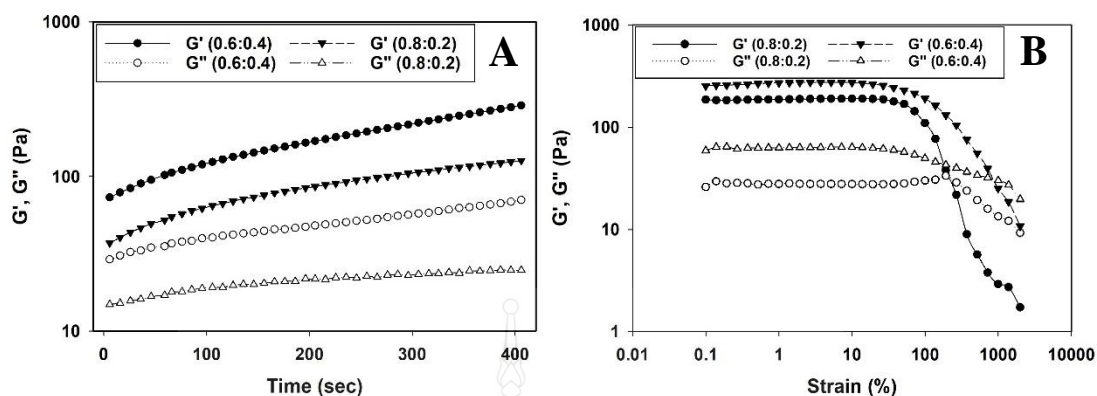 1000
G' (0.6:0.4) G' (0.8:0.2)
G'' (0.6:0.4) G'' (0.8:0.2)
A
G', G'' (Pa)
100
10
0 100 200 300 400
Time (sec)
1000
G' (0.8:0.2) G' (0.6:0.4)
G'' (0.8:0.2) G'' (0.6:0.4)
B
G', G'' (Pa)
100
10
1
0.01 0.1 1 10 100 1000 10000
Strain (%)